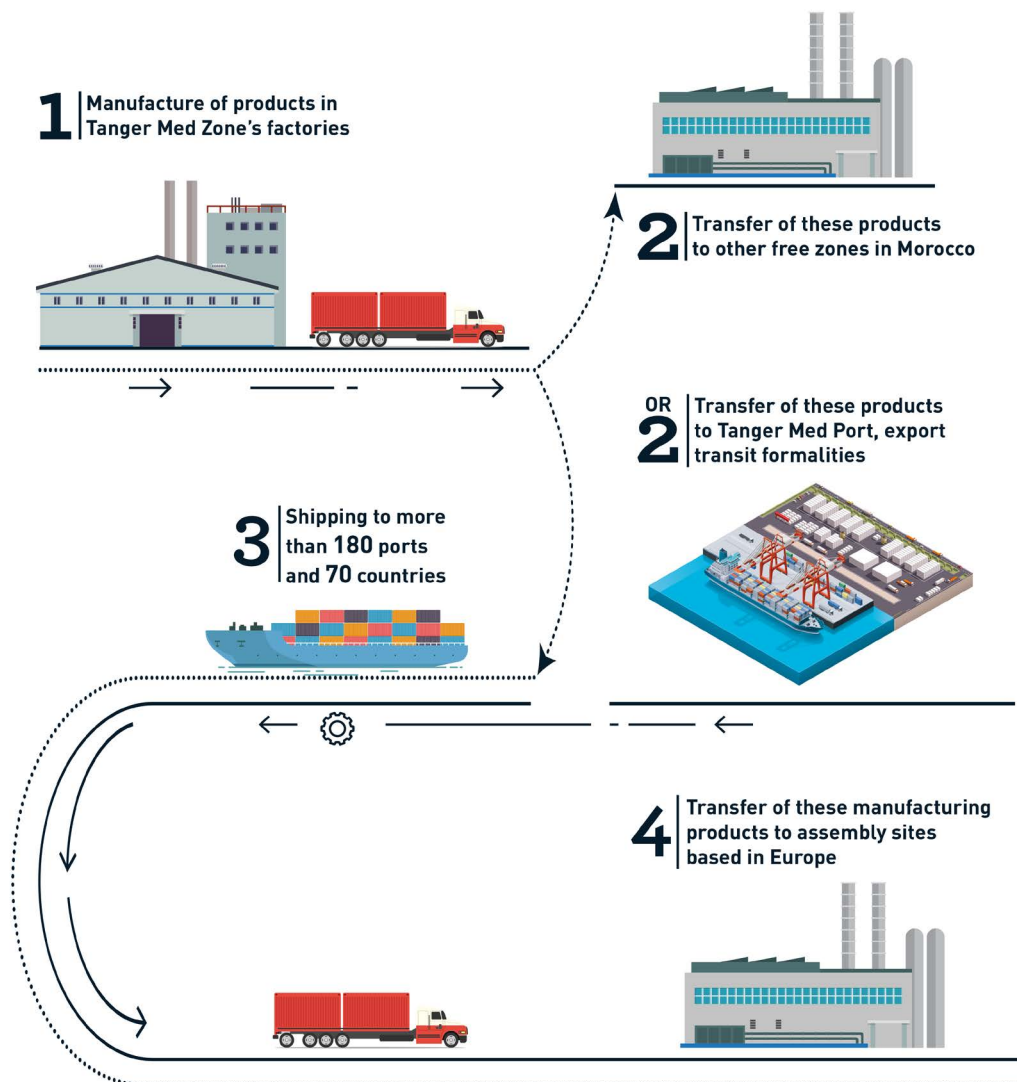 1
Manufacture of products in
Tanger Med Zone's factories
2
Transfer of these products
to other free zones in Morocco
OR
2
Transfer of these products
to Tanger Med Port, export
transit formalities
3
Shipping to more
than 180 ports
and 70 countries
4
Transfer of these manufacturing
products to assembly sites
based in Europe